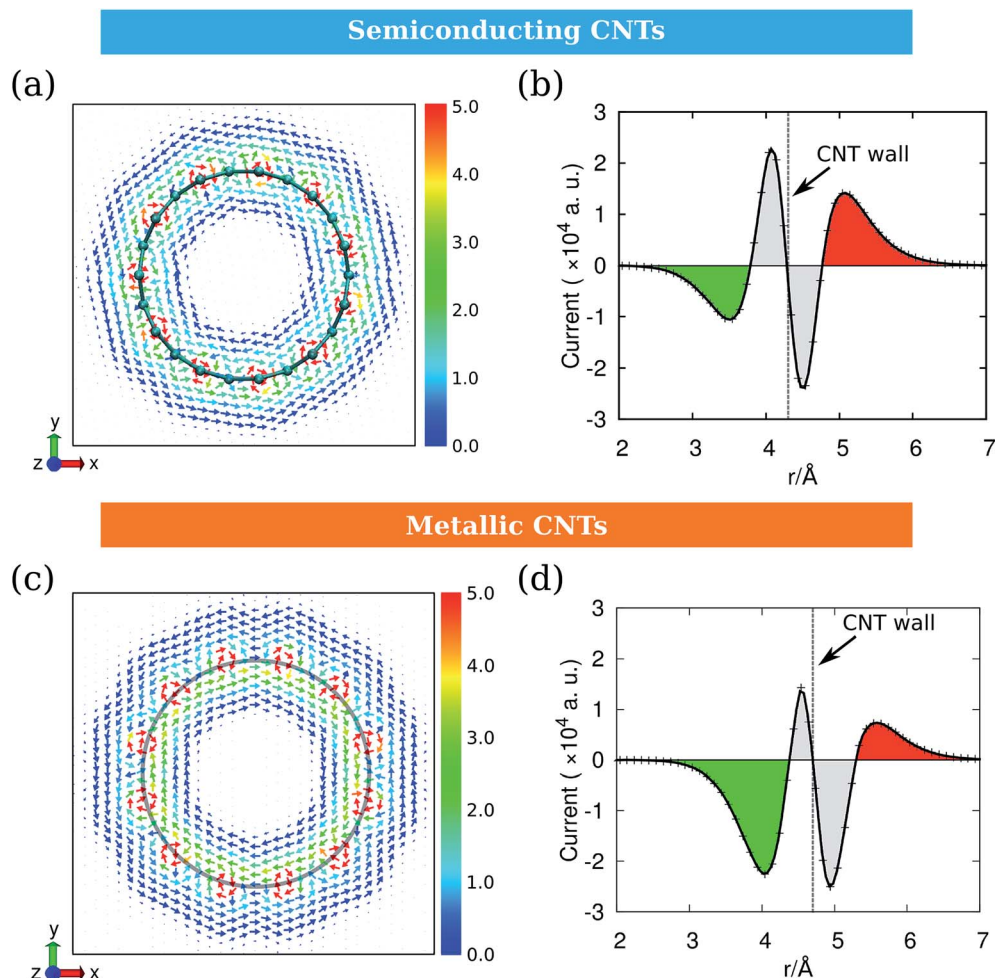 Semiconducting CNTs
(a)
5.0
4.0
3.0
2.0
1.0
0.0
y
z
x
(b)
3
2
1
0
-1
-2
-3
Current ( ×10⁴ a. u.)
CNT wall
2 3 4 5 6 7
r/Å
Metallic CNTs
(c)
5.0
4.0
3.0
2.0
1.0
0.0
y
z
x
(d)
3
2
1
0
-1
-2
-3
Current ( ×10⁴ a. u.)
CNT wall
2 3 4 5 6 7
r/Å